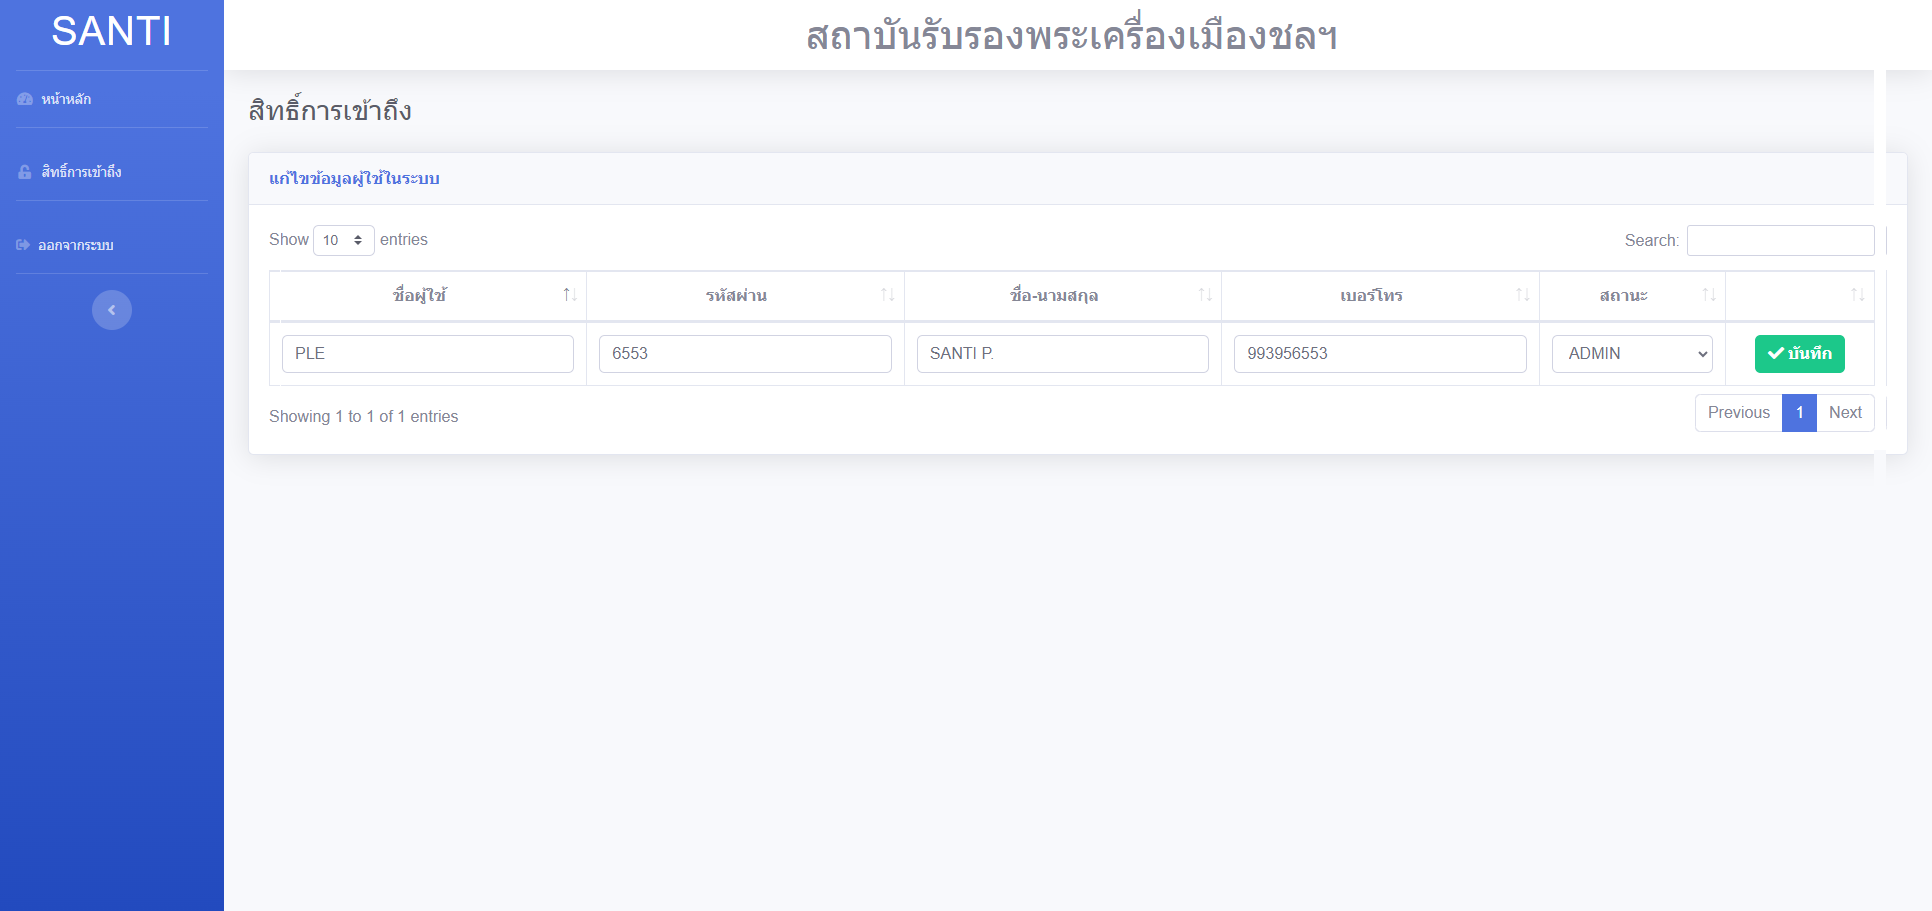 SANTI
สถาบันรับรองพระเครื่องเมืองชลฯ
หน้าหลัก
สิทธิ์การเข้าถึง
ออกจากระบบ
สิทธิ์การเข้าถึง
แก้ไขข้อมูลผู้ใช้ในระบบ
Show 10 entries
Search:
ชื่อผู้ใช้ รหัสผ่าน ชื่อ-นามสกุล เบอร์โทร สถานะ
PLE 6553 SANTI P. 993956553 ADMIN บันทึก
Showing 1 to 1 of 1 entries
Previous 1 Next